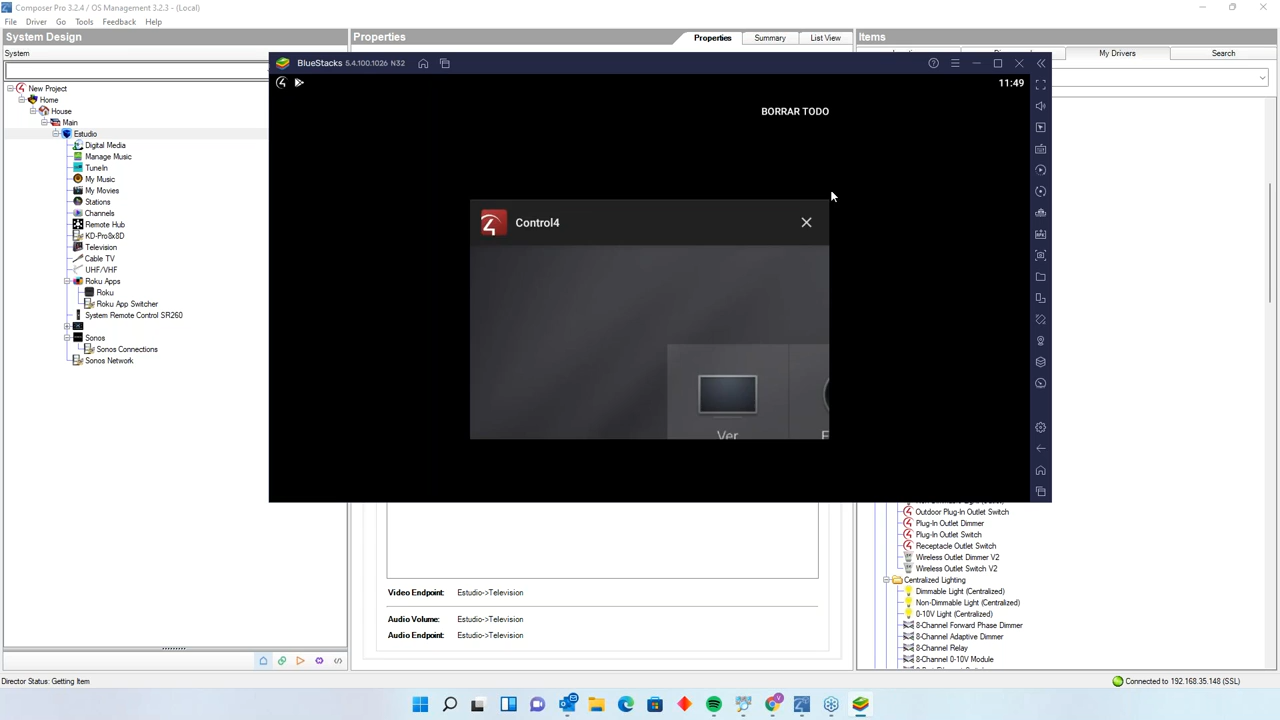 Composer Pro 3.2.4 / OS Management 3.2.3 - (Local)
File Driver Go Tools Feedback Help
System Design
Properties
Properties Summary List View
Items
My Drivers Search
System
New Project
Home
House
Main
Estudio
Digital Media
Manage Music
TuneIn
My Music
My Movies
Stations
Channels
Remote Hub
KD-Pro8x8D
Television
Cable TV
UHF/VHF
Roku Apps
Roku
Roku App Switcher
System Remote Control SR260
Sonos
Sonos Connections
Sonos Network
BlueStacks 5.4.100.1026 N32
11:49
BORRAR TODO
Control4
Ver
Video Endpoint: Estudio->Television
Audio Volume: Estudio->Television
Audio Endpoint: Estudio->Television
Outdoor Plug-In Outlet Switch
Plug-In Outlet Dimmer
Plug-In Outlet Switch
Receptacle Outlet Switch
Wireless Outlet Dimmer V2
Wireless Outlet Switch V2
Centralized Lighting
Dimmable Light (Centralized)
Non-Dimmable Light (Centralized)
0-10V Light (Centralized)
8-Channel Forward Phase Dimmer
8-Channel Adaptive Dimmer
8-Channel Relay
8-Channel 0-10V Module
Director Status: Getting Item
Connected to 192.168.35.148 (SSL)